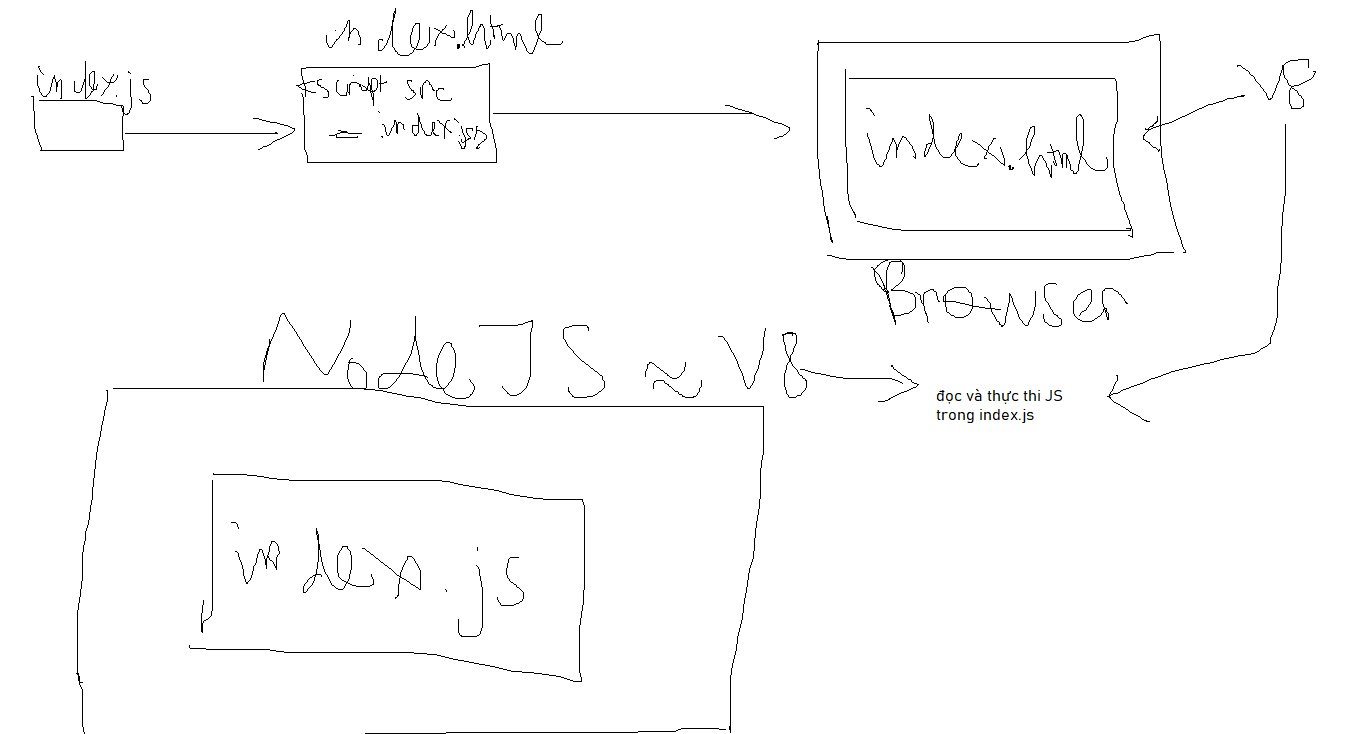 index.html
index.js
<script src
= index.js>
V8
index.html
Browser
NodeJS ≈ V8
đọc và thực thi JS
trong index.js
index.js